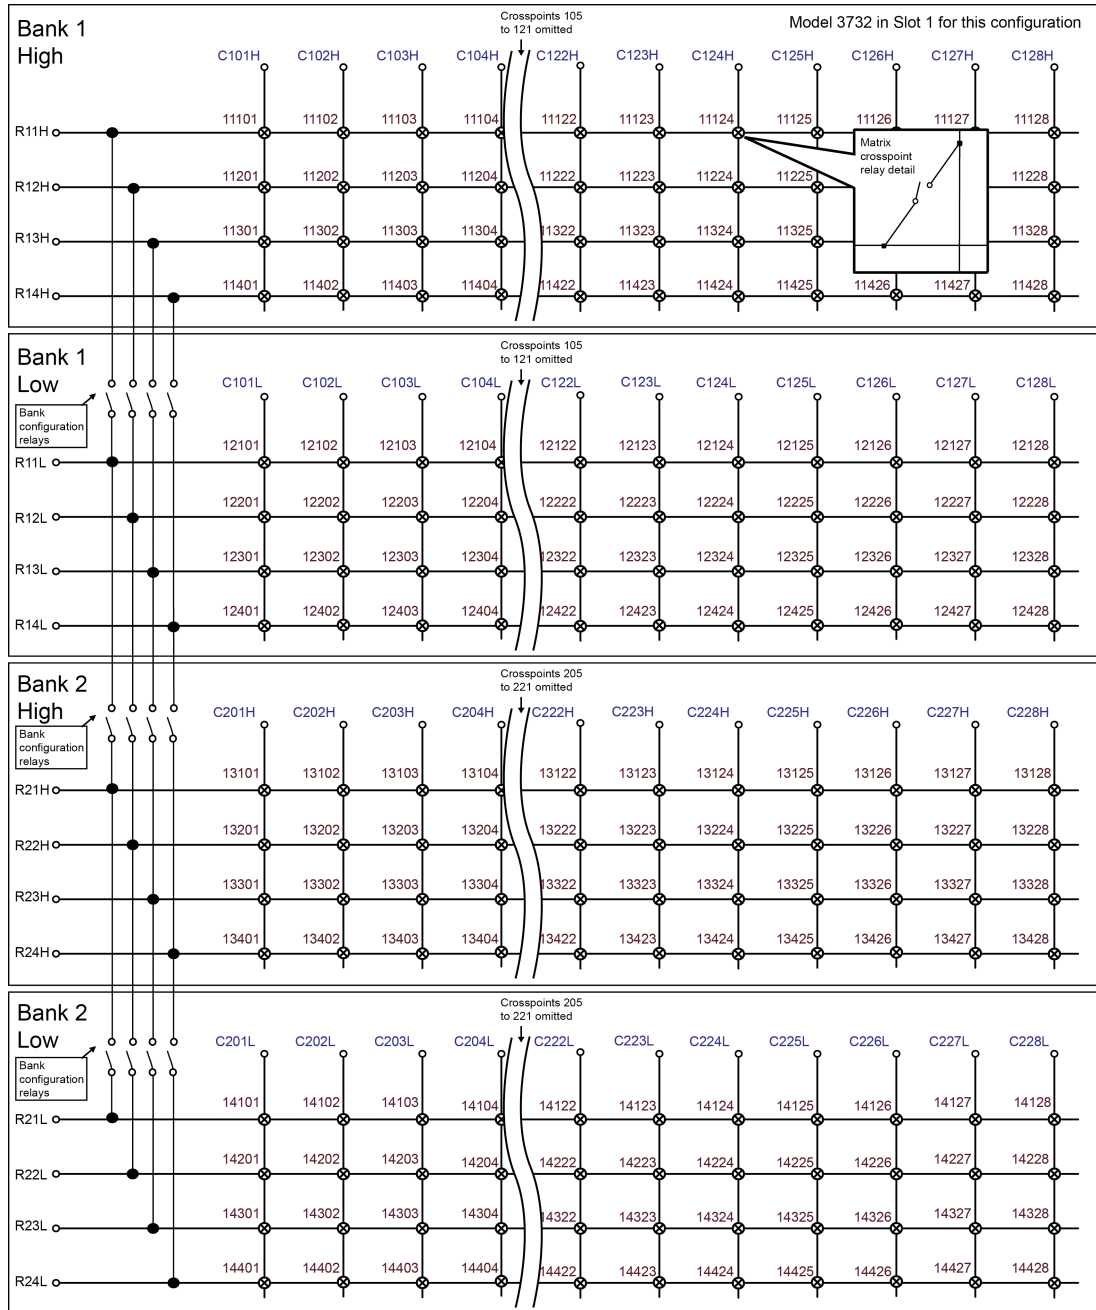 Bank 1
High
Crosspoints 105
to 121 omitted
Model 3732 in Slot 1 for this configuration
C101H C102H C103H C104H C122H C123H C124H C125H C126H C127H C128H
11101 11102 11103 11104 11122 11123 11124 11125 11126 11127 11128
R11H
Matrix
crosspoint
relay detail
11201 11202 11203 11204 11222 11223 11224 11225 11228
R12H
11301 11302 11303 11304 11322 11323 11324 11325 11328
R13H
11401 11402 11403 11404 11422 11423 11424 11425 11426 11427 11428
R14H
Bank 1
Low
Crosspoints 105
to 121 omitted
C101L C102L C103L C104L C122L C123L C124L C125L C126L C127L C128L
Bank
configuration
relays
12101 12102 12103 12104 12122 12123 12124 12125 12126 12127 12128
R11L
12201 12202 12203 12204 12222 12223 12224 12225 12226 12227 12228
R12L
12301 12302 12303 12304 12322 12323 12324 12325 12326 12327 12328
R13L
12401 12402 12403 12404 12422 12423 12424 12425 12426 12427 12428
R14L
Bank 2
High
Crosspoints 205
to 221 omitted
C201H C202H C203H C204H C222H C223H C224H C225H C226H C227H C228H
Bank
configuration
relays
13101 13102 13103 13104 13122 13123 13124 13125 13126 13127 13128
R21H
13201 13202 13203 13204 13222 13223 13224 13225 13226 13227 13228
R22H
13301 13302 13303 13304 13322 13323 13324 13325 13326 13327 13328
R23H
13401 13402 13403 13404 13422 13423 13424 13425 13426 13427 13428
R24H
Bank 2
Low
Crosspoints 205
to 221 omitted
C201L C202L C203L C204L C222L C223L C224L C225L C226L C227L C228L
Bank
configuration
relays
14101 14102 14103 14104 14122 14123 14124 14125 14126 14127 14128
R21L
14201 14202 14203 14204 14222 14223 14224 14225 14226 14227 14228
R22L
14301 14302 14303 14304 14322 14323 14324 14325 14326 14327 14328
R23L
14401 14402 14403 14404 14422 14423 14424 14425 14426 14427 14428
R24L